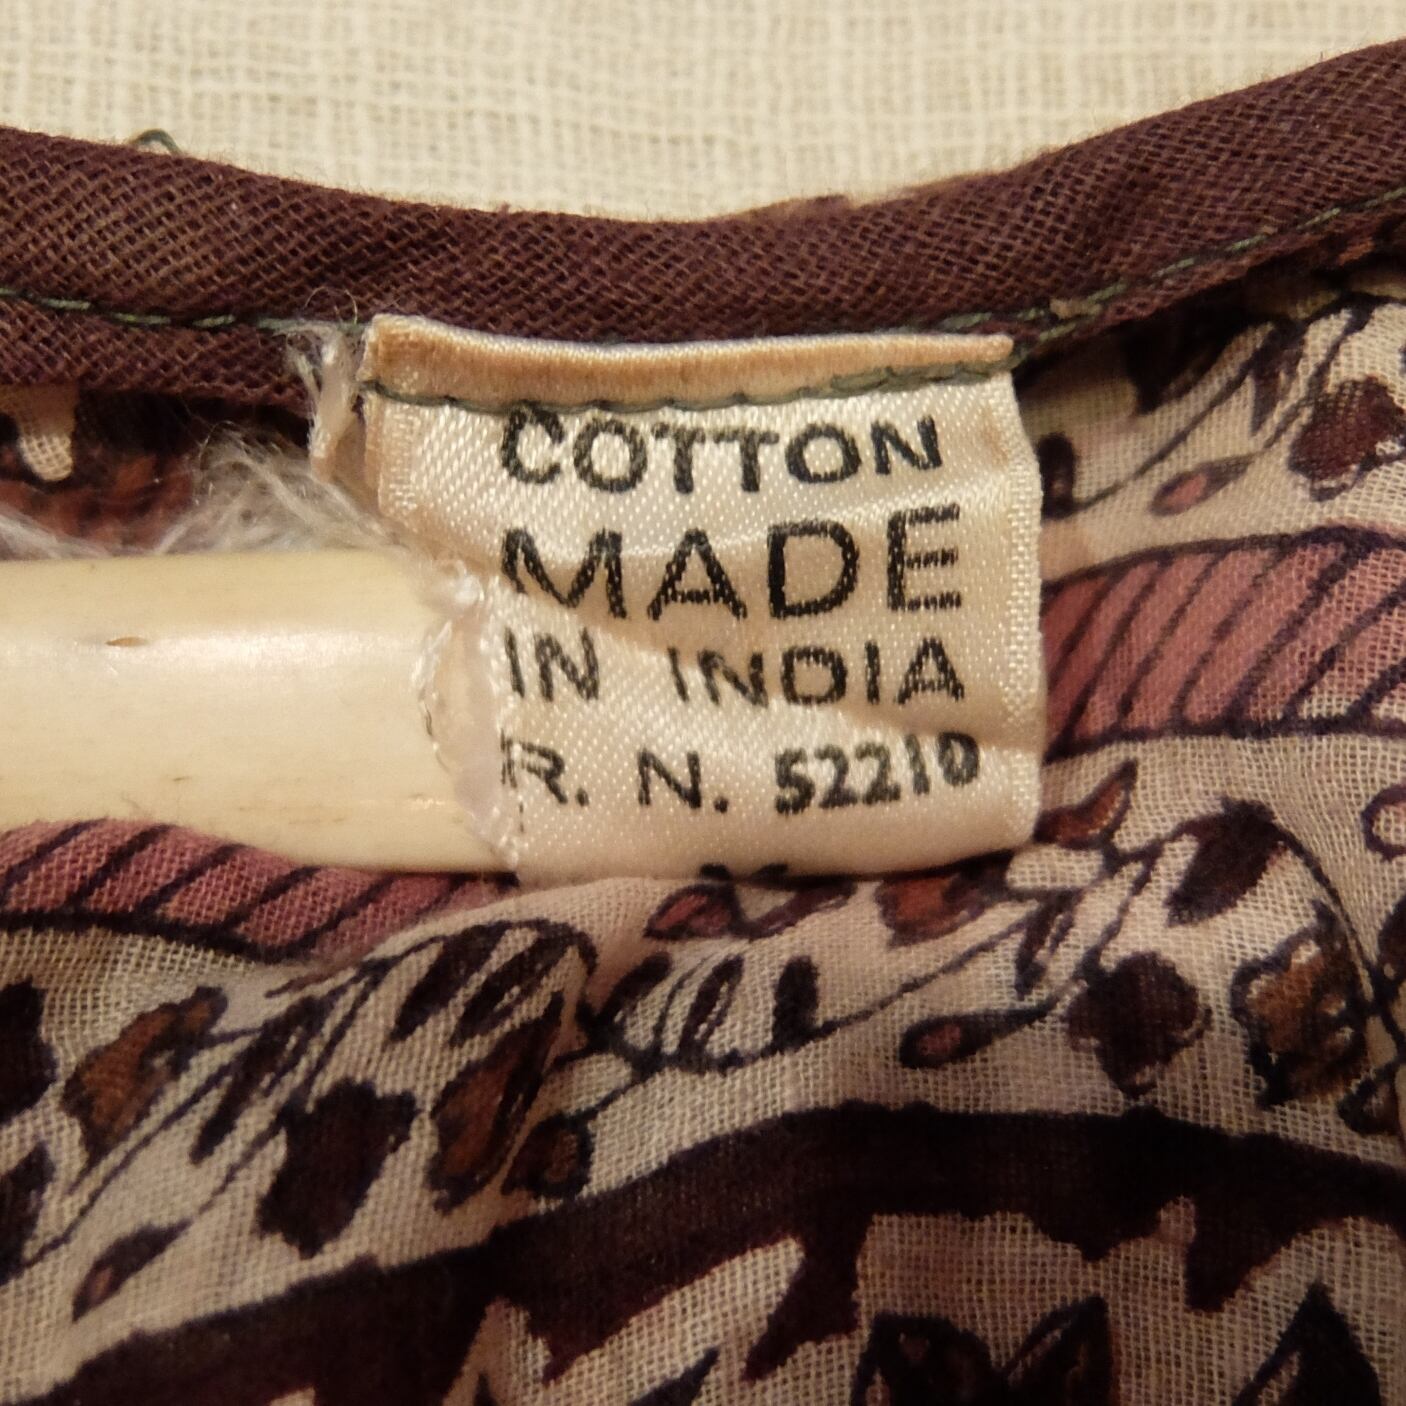 COTTON
MADE
IN INDIA
R. N. 52210